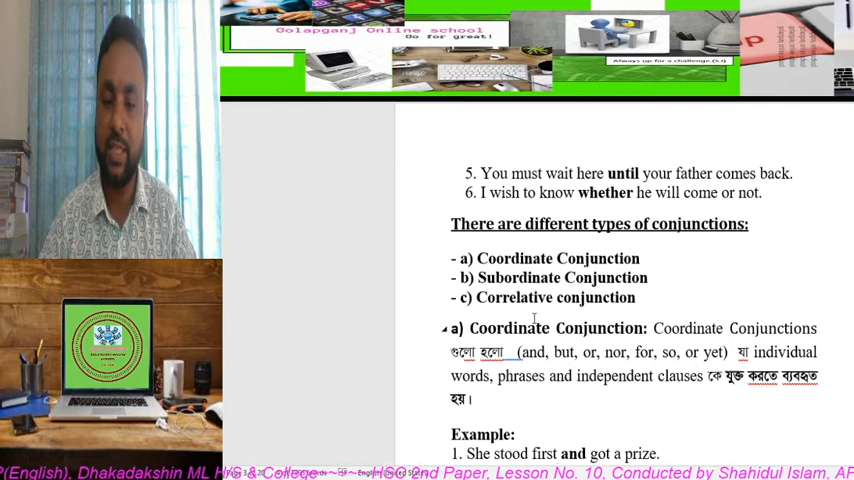 Golapganj Online school
Go for great!
Always up for a challenge.(S.I)
5. You must wait here until your father comes back.
6. I wish to know whether he will come or not.
There are different types of conjunctions:
- a) Coordinate Conjunction
- b) Subordinate Conjunction
- c) Correlative conjunction
a) Coordinate Conjunction: Coordinate Conjunctions
গুলো হলো (and, but, or, nor, for, so, or yet) যা individual
words, phrases and independent clauses কে যুক্ত করতে ব্যবহৃত
হয়।
Example:
1. She stood first and got a prize.
P(English), Dhakadakshin ML H/S & College~~~~~HSC 2nd Paper, Lesson No. 10, Conducted by Shahidul Islam, AP